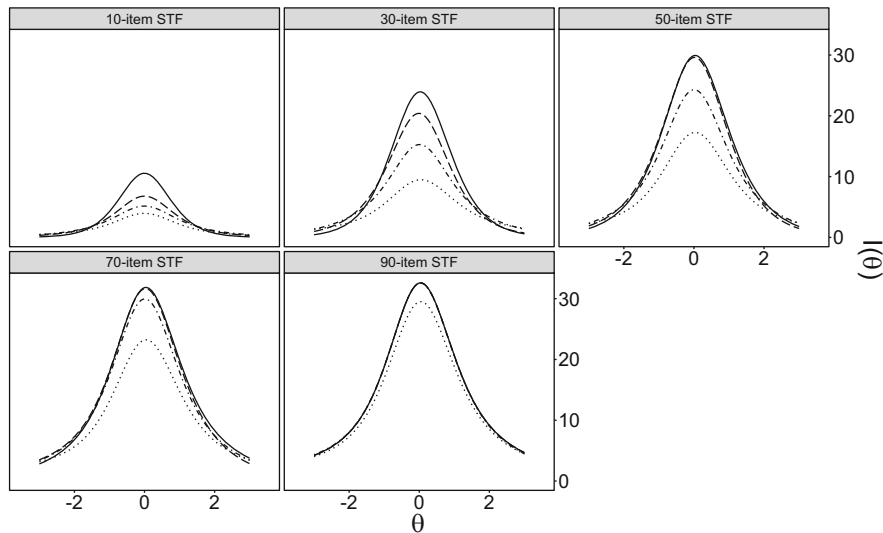 10-item STF 30-item STF 50-item STF
30
20
10
0
-2 0 2
I(θ)
70-item STF 90-item STF
30
20
10
0
-2 0 2 -2 0 2
θ